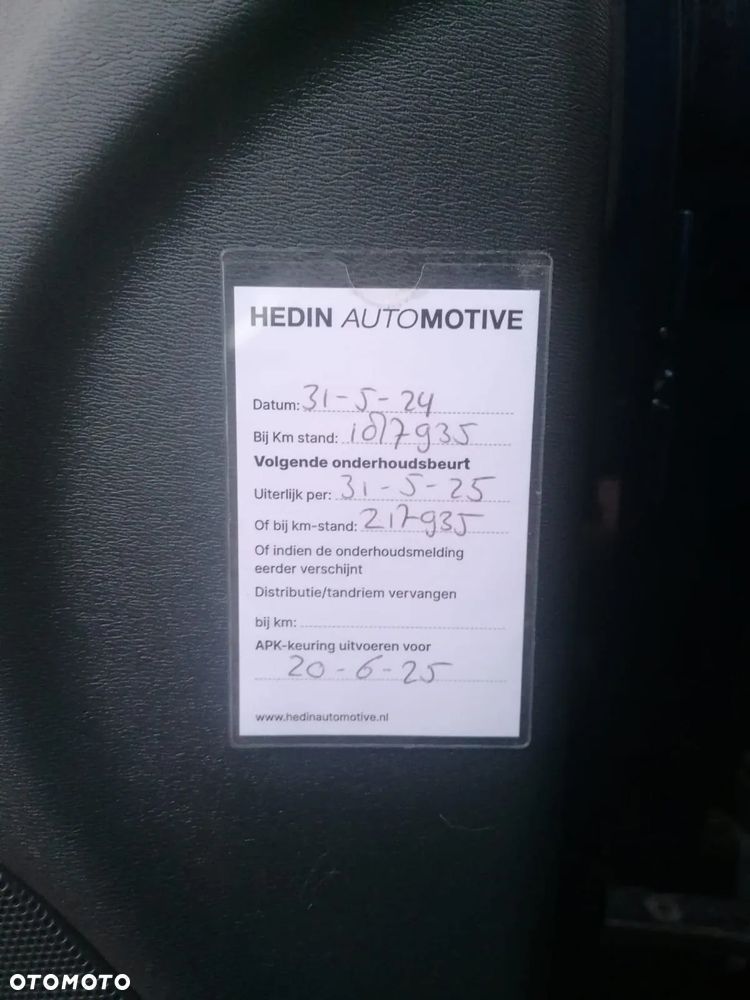 HEDIN AUTOMOTIVE
Datum: 31-5-24
Bij Km stand: 187935
Volgende onderhoudsbeurt
Uiterlijk per: 31-5-25
Of bij km-stand: 217935
Of indien de onderhoudsmelding
eerder verschijnt
Distributie/tandriem vervangen
bij km:
APK-keuring uitvoeren voor
20-6-25
www.hedinautomotive.nl
OTOMOTO